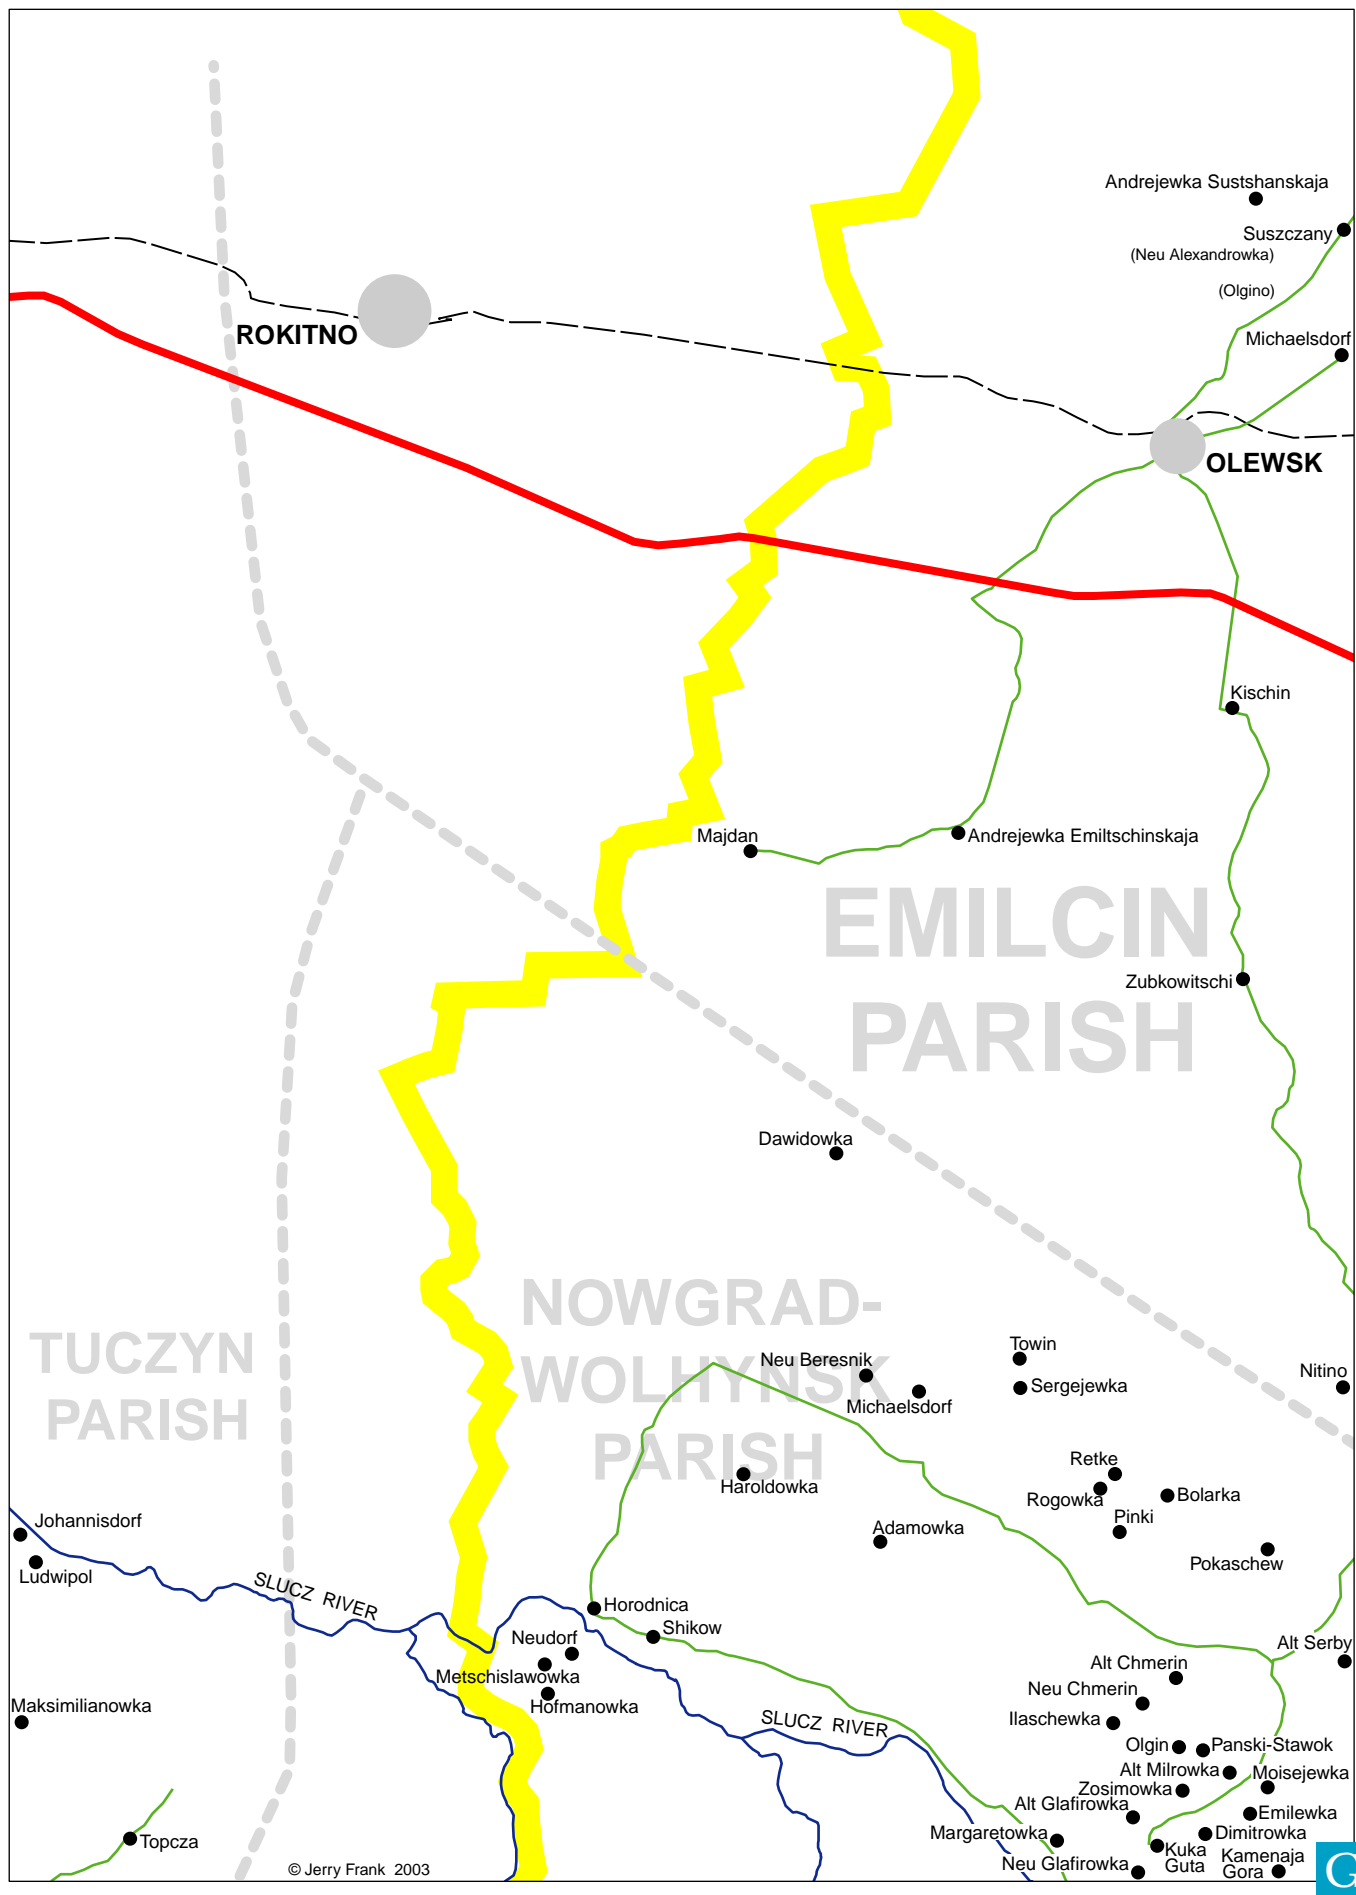 Andrejewka Sustshanskaja
Suszczany
(Neu Alexandrowka)
(Olgino)
ROKITNO
Michaelsdorf
OLEWSK
Kischin
Majdan
Andrejewka Emiltschinskaja
EMILCIN
PARISH
Zubkowitschi
Dawidowka
NOWGRAD-
WOLHYNSK
PARISH
TUCZYN
PARISH
Towin
Neu Beresnik
Nitino
Sergejewka
Michaelsdorf
Retke
Haroldowka
Rogowka
Bolarka
Pinki
Johannisdorf
Adamowka
Pokaschew
Ludwipol
SLUCZ RIVER
Horodnica
Shikow
Neudorf
Alt Serby
Metschislawowka
Alt Chmerin
Hofmanowka
Neu Chmerin
Maksimilianowka
Ilaschewka
SLUCZ RIVER
Olgin
Panski-Stawok
Alt Milrowka
Moisejewka
Zosimowka
Alt Glafirowka
Emilewka
Margaretowka
Dimitrowka
Topcza
Kuka
Guta
Kamenaja
Gora
Neu Glafirowka
© Jerry Frank 2003
G